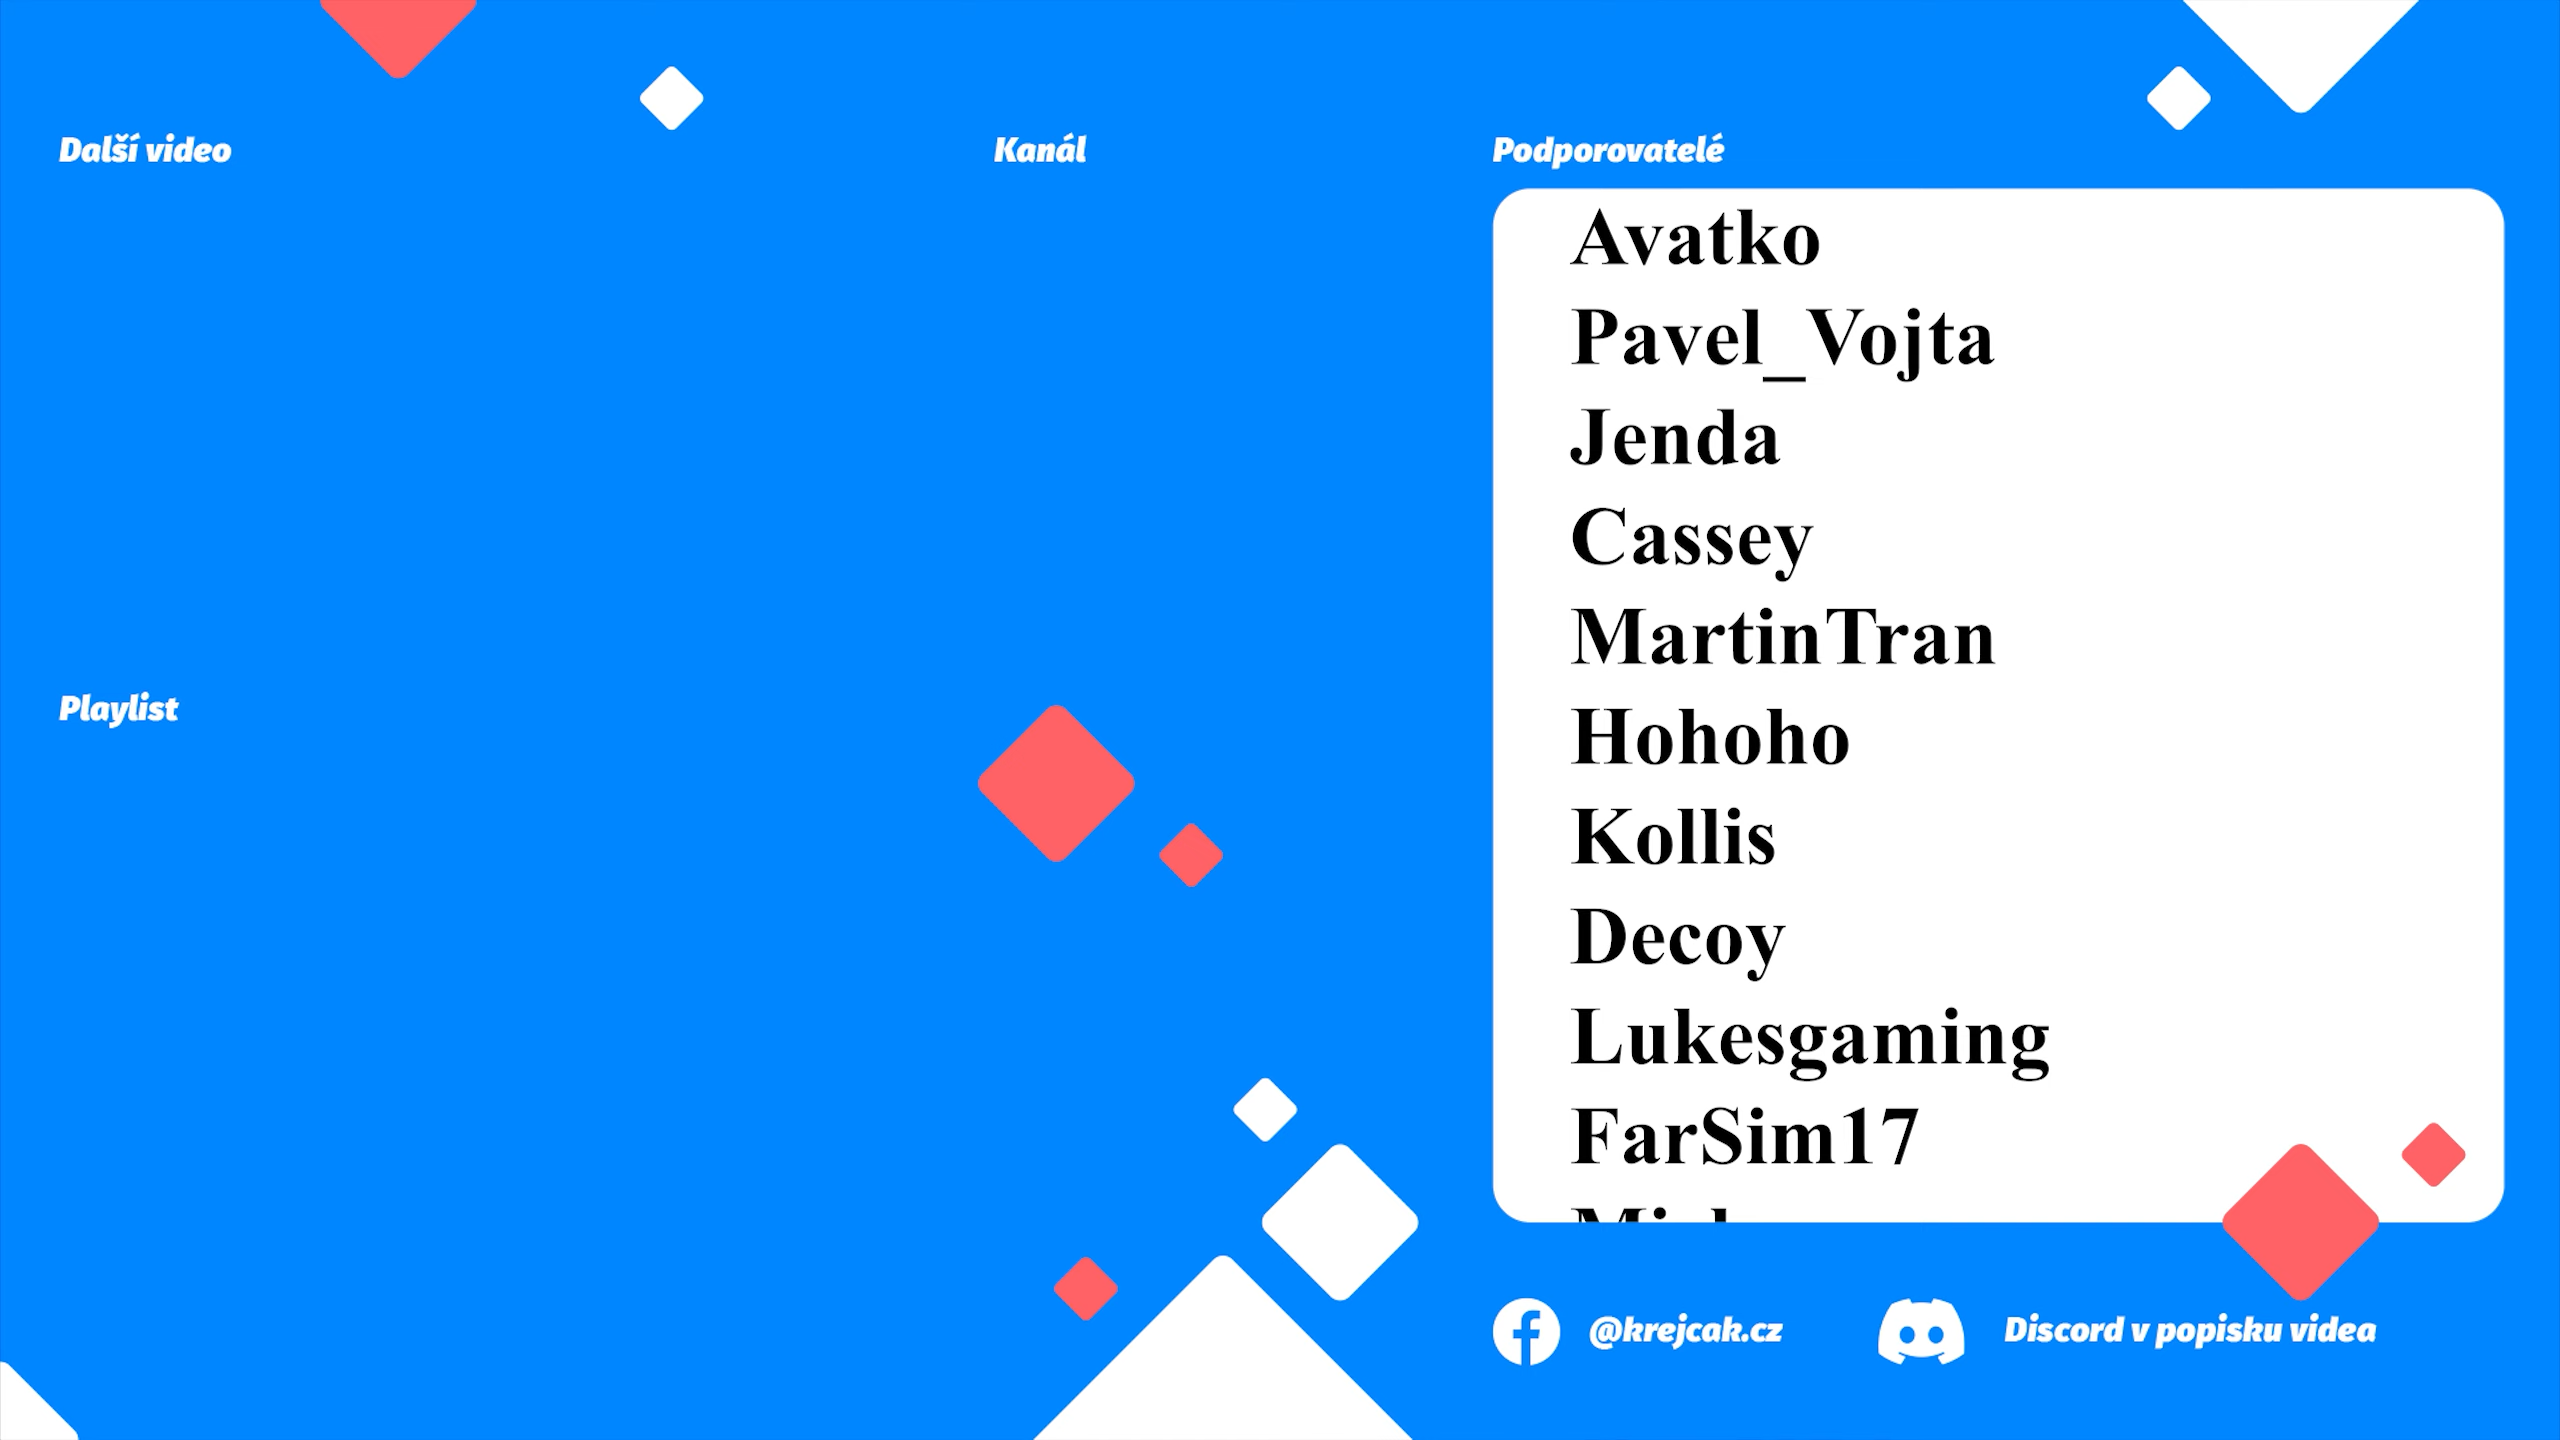 Další video
Kanál
Podporovatelé
Avatko
Pavel_Vojta
Jenda
Cassey
MartinTran
Hohoho
Kollis
Decoy
Lukesgaming
FarSim17
Playlist
@krejcak.cz
Discord v popisku videa